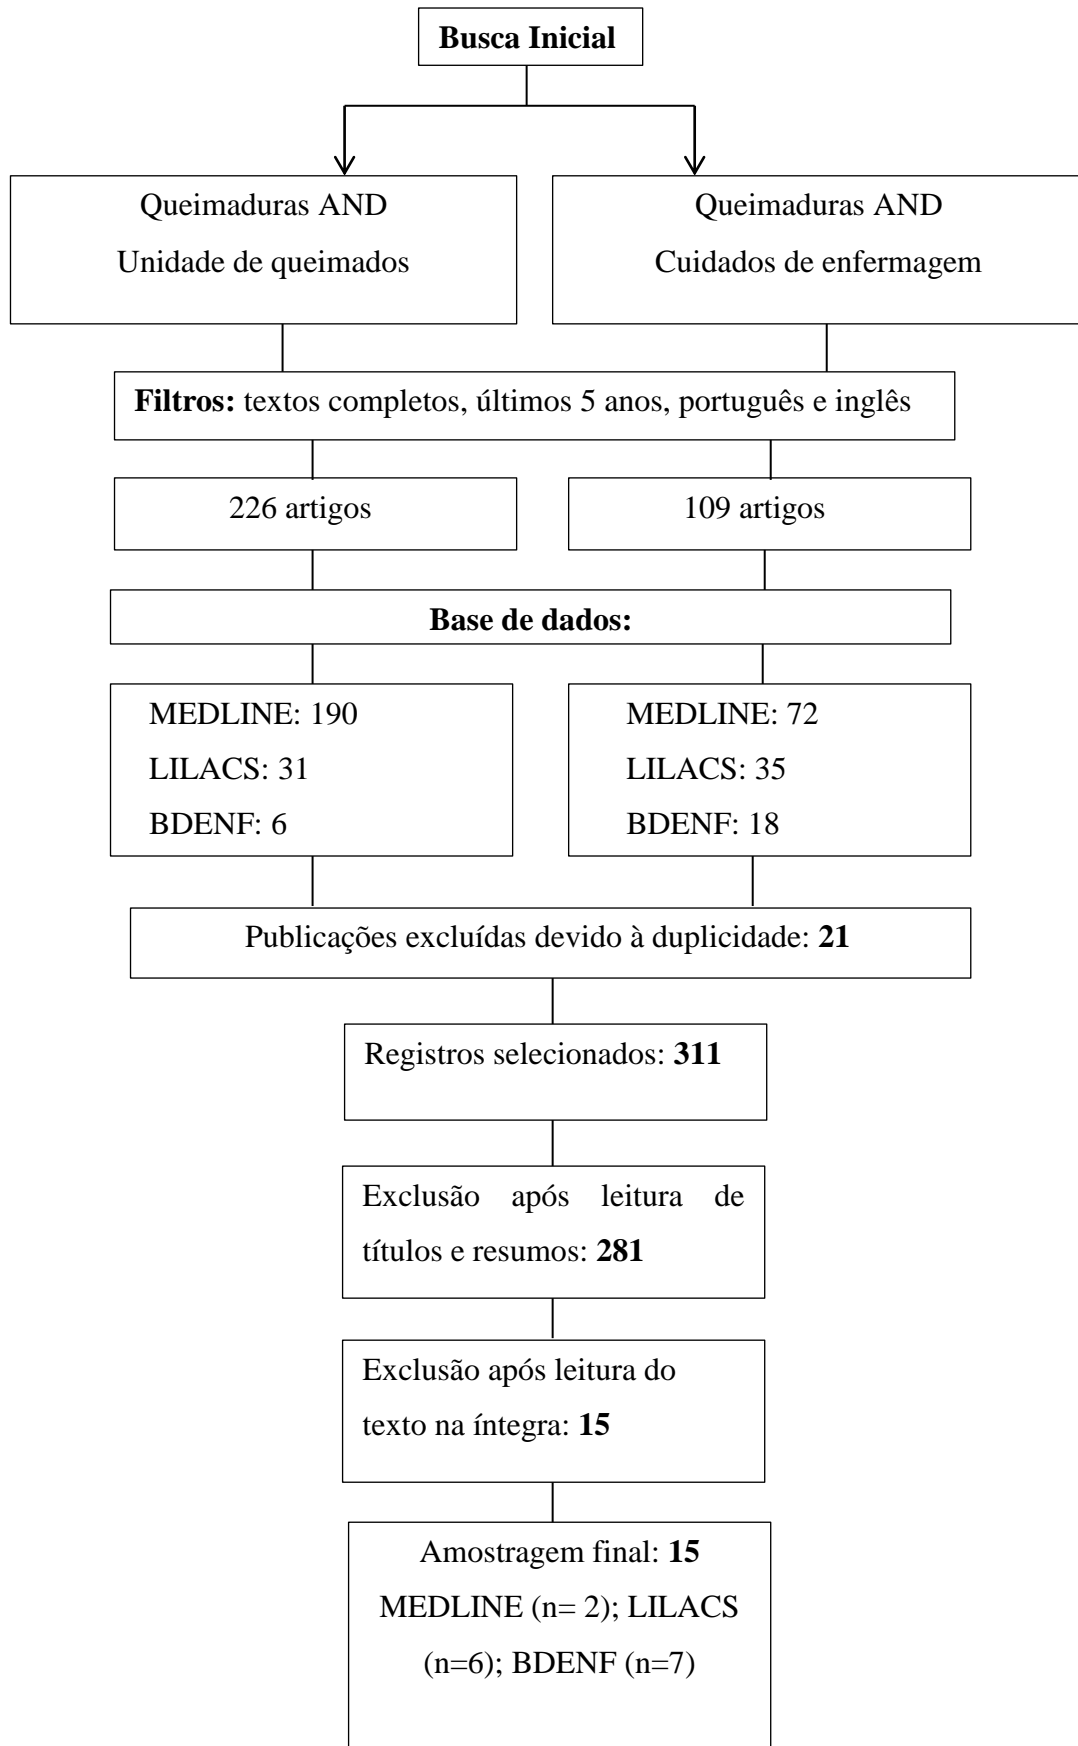 Busca Inicial
Queimaduras AND
Unidade de queimados
Queimaduras AND
Cuidados de enfermagem
Filtros: textos completos, últimos 5 anos, português e inglês
226 artigos
109 artigos
Base de dados:
MEDLINE: 190
LILACS: 31
BDENF: 6
MEDLINE: 72
LILACS: 35
BDENF: 18
Publicações excluídas devido à duplicidade: 21
Registros selecionados: 311
Exclusão após leitura de
títulos e resumos: 281
Exclusão após leitura do
texto na íntegra: 15
Amostragem final: 15
MEDLINE (n= 2); LILACS
(n=6); BDENF (n=7)